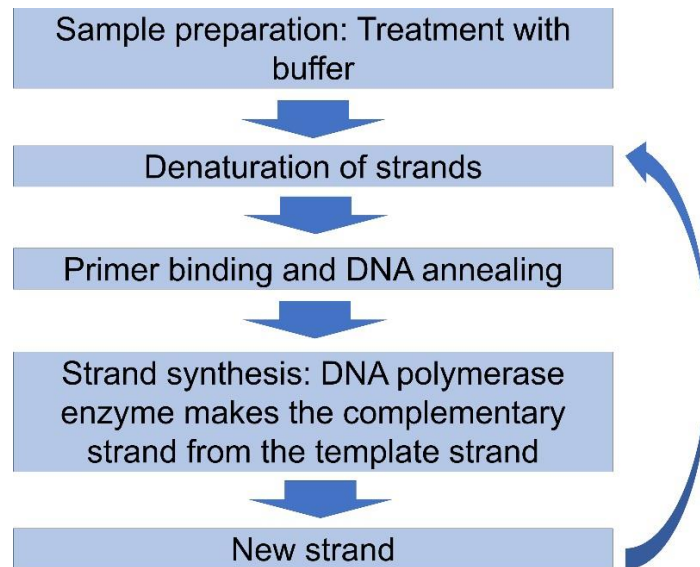 Sample preparation: Treatment with
buffer
Denaturation of strands
Primer binding and DNA annealing
Strand synthesis: DNA polymerase
enzyme makes the complementary
strand from the template strand
New strand